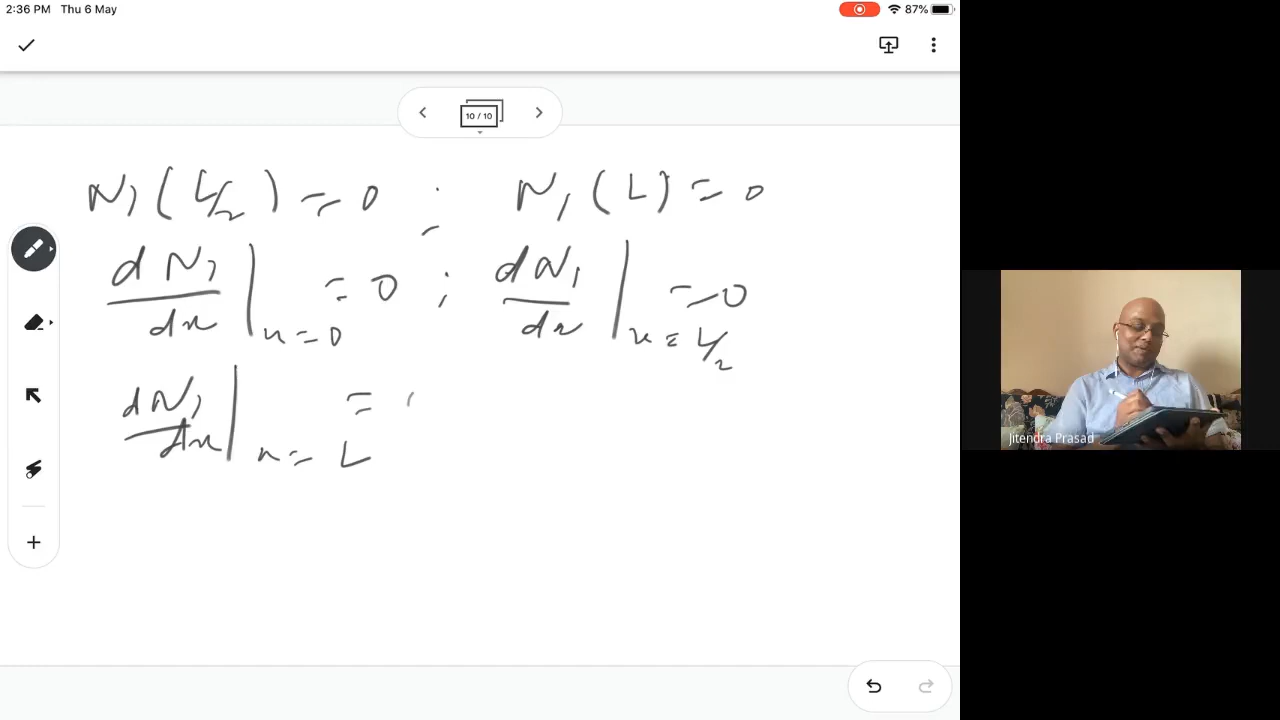 2:36 PM Thu 6 May 87%
10 / 10
N₁(L/2) = 0 ; N₁(L) = 0
dN₁/dx |x=0 = 0 ; dN₁/dx |x=L/2 = 0
dN₁/dx |x=L =
Jitendra Prasad